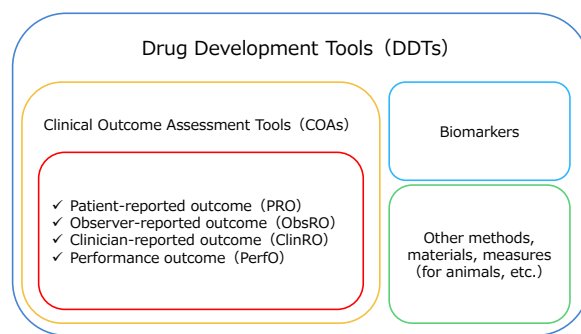 Drug Development Tools（DDTs）
Clinical Outcome Assessment Tools（COAs）
✓ Patient-reported outcome（PRO）
✓ Observer-reported outcome（ObsRO）
✓ Clinician-reported outcome（ClinRO）
✓ Performance outcome（PerfO）
Biomarkers
Other methods,
materials, measures
（for animals, etc.）